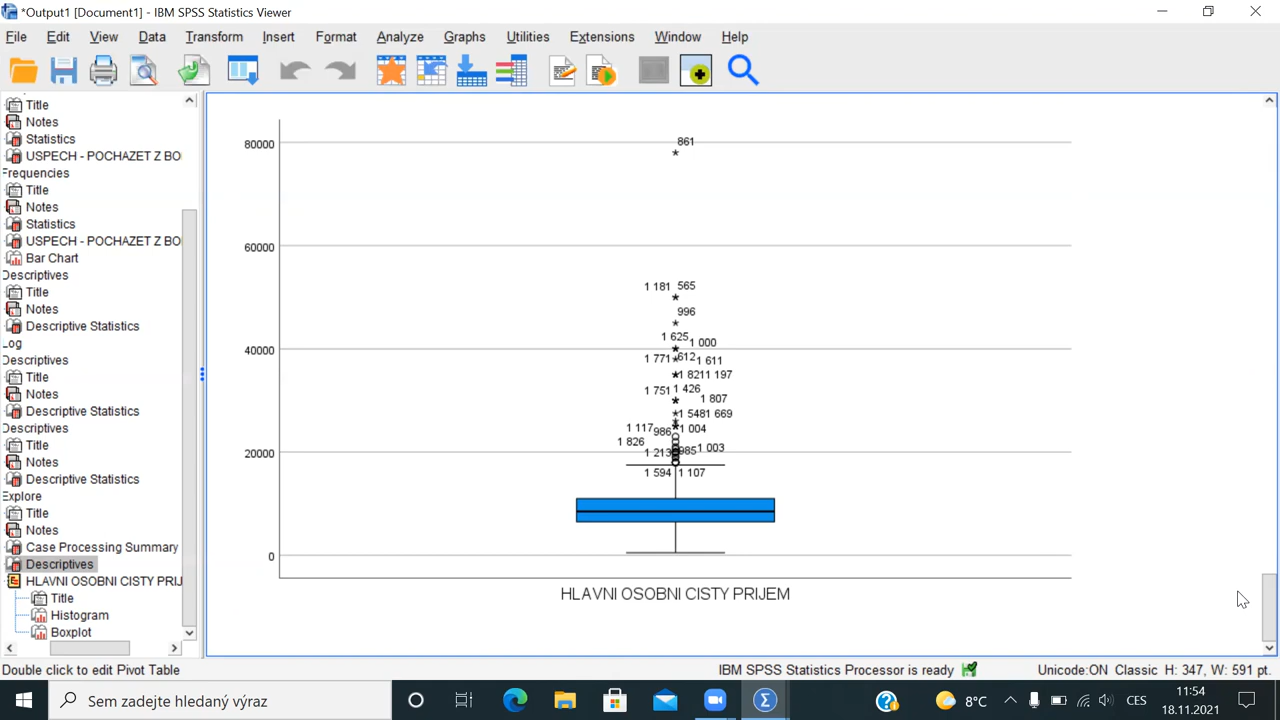 *Output1 [Document1] - IBM SPSS Statistics Viewer
File Edit View Data Transform Insert Format Analyze Graphs Utilities Extensions Window Help
Title
Notes
Statistics
USPECH - POCHAZET Z BO
Frequencies
Title
Notes
Statistics
USPECH - POCHAZET Z BO
Bar Chart
Descriptives
Title
Notes
Descriptive Statistics
Log
Descriptives
Title
Notes
Descriptive Statistics
Descriptives
Title
Notes
Descriptive Statistics
Explore
Title
Notes
Case Processing Summary
Descriptives
HLAVNI OSOBNI CISTY PRIJ
Title
Histogram
Boxplot
80000
60000
40000
20000
0
861
1 181 565
996
1 625 1 000
1 771 612 1 611
1 821 1 197
1 751 1 426
1 807
1 548 1 669
1 117 986 1 004
1 826
1 213 985 1 003
1 594 1 107
HLAVNI OSOBNI CISTY PRIJEM
Double click to edit Pivot Table
IBM SPSS Statistics Processor is ready
Unicode:ON Classic H: 347, W: 591 pt.
Sem zadejte hledaný výraz
8°C
CES
11:54
18.11.2021